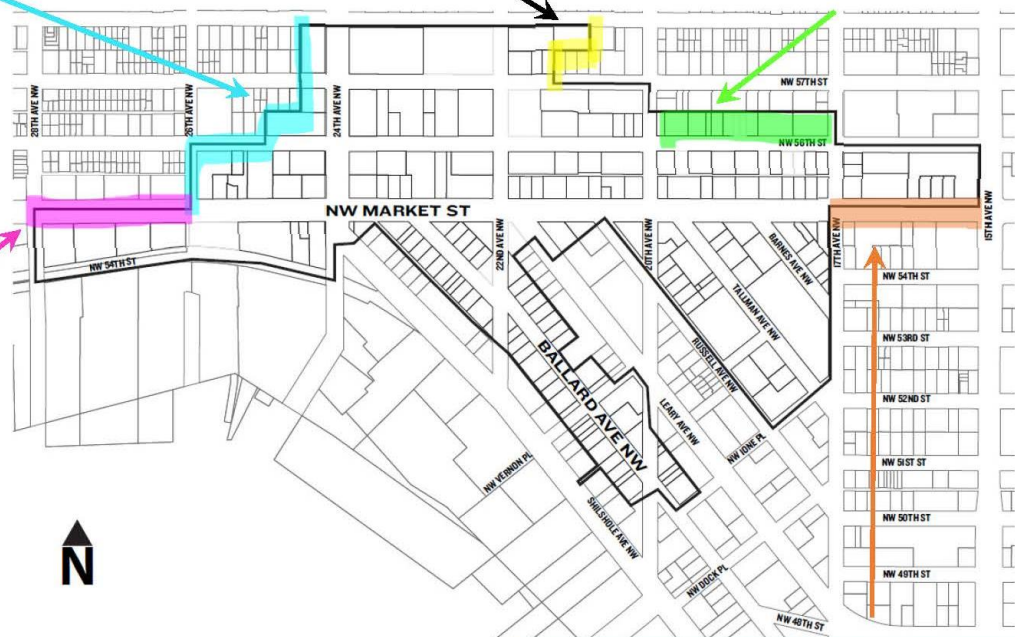 NW 57TH ST
28TH AVE NW
26TH AVE NW
24TH AVE NW
NW 56TH ST
NW MARKET ST
15TH AVE NW
22ND AVE NW
20TH AVE NW
17TH AVE NW
BARNES AVE NW
NW 54TH ST
NW 54TH ST
TALLMAN AVE NW
NW 53RD ST
RUSSELL AVE NW
BALLARD AVE NW
NW 52ND ST
LEARY AVE NW
NW IONE PL
NW 51ST ST
NW VERNON PL
SHILSHOLE AVE NW
NW 50TH ST
N
NW DOCK PL
NW 49TH ST
NW 48TH ST